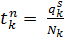 t_k^n = q_k^s / N_k